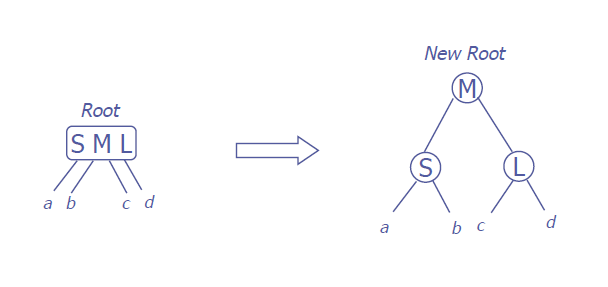 Root
S M L
a b c d
New Root
M
S L
a b c d